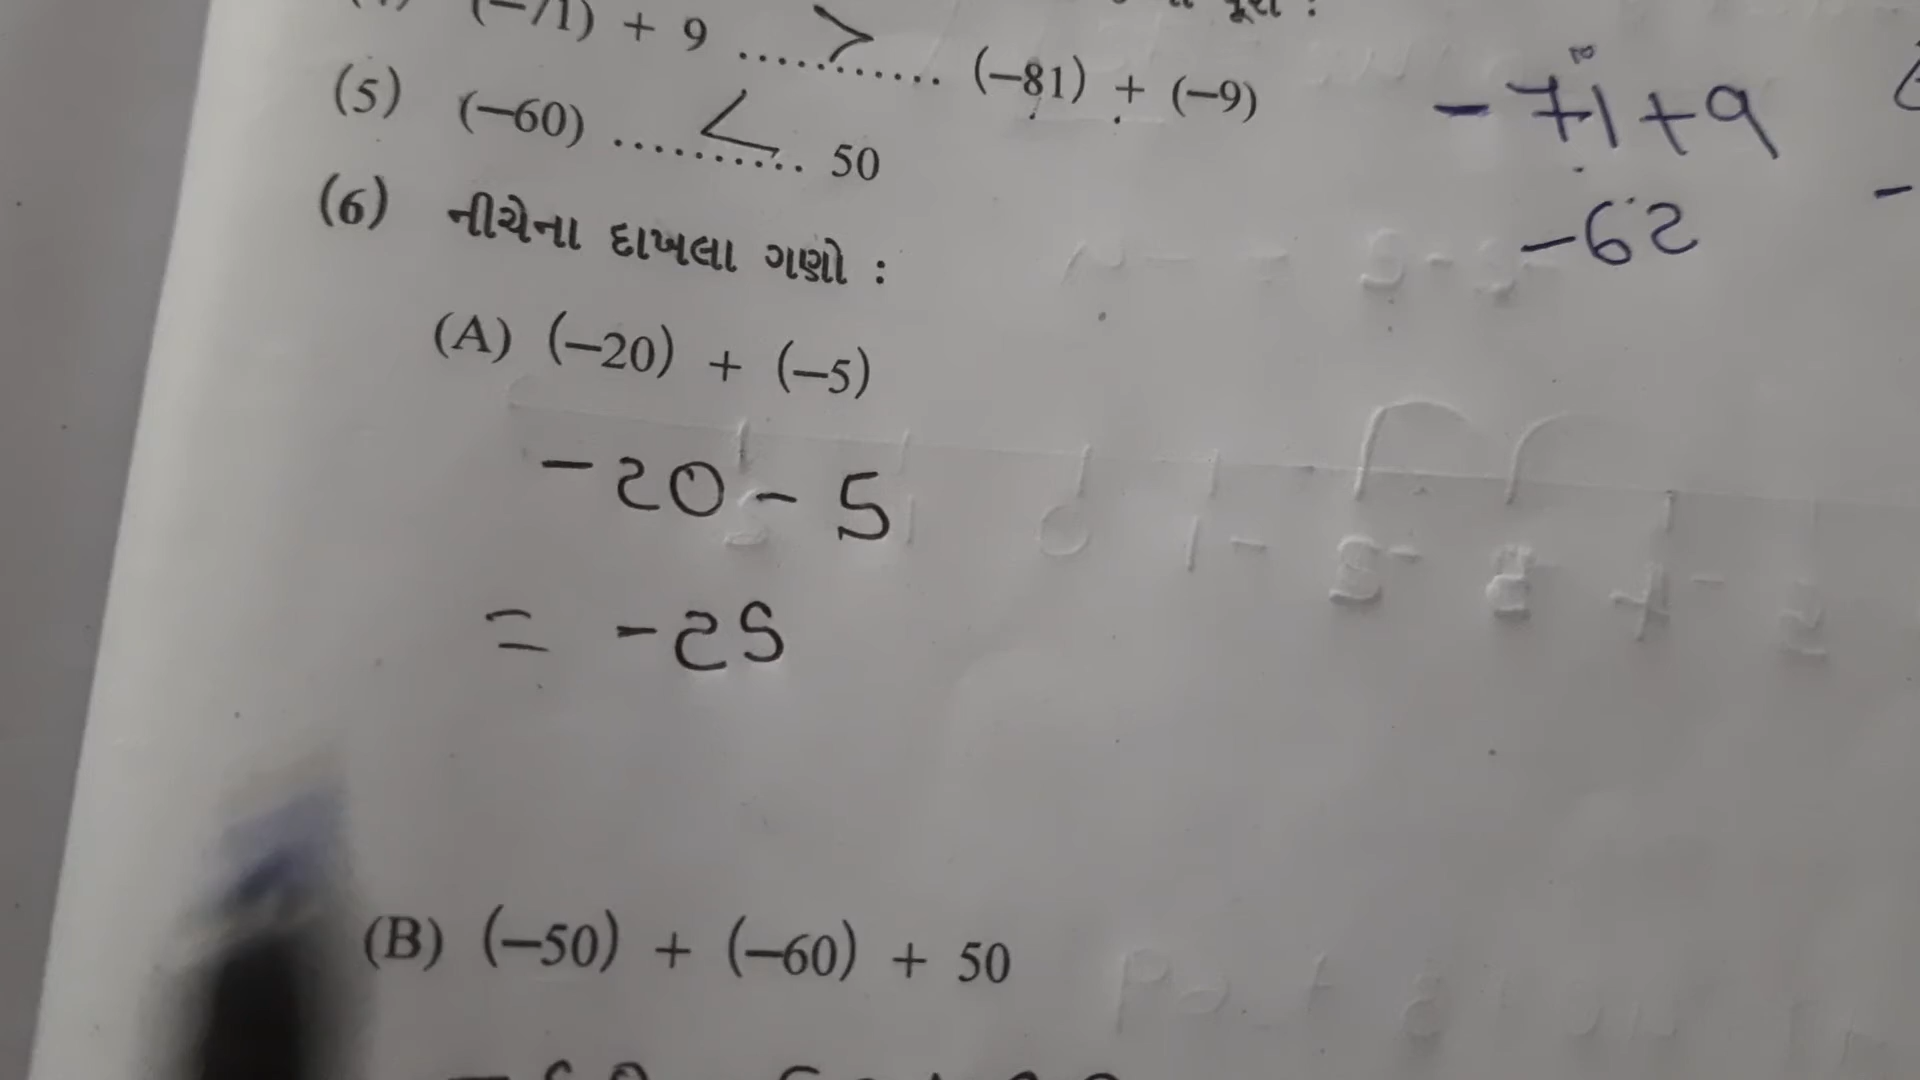 (−71) + 9 ........... > (−81) + (−9)
(5) (−60) .......... < 50
(6) નીચેના દાખલા ગણો :
(A) (−20) + (−5)
−20 − 5
= −25
(B) (−50) + (−60) + 50
−71+9
−62